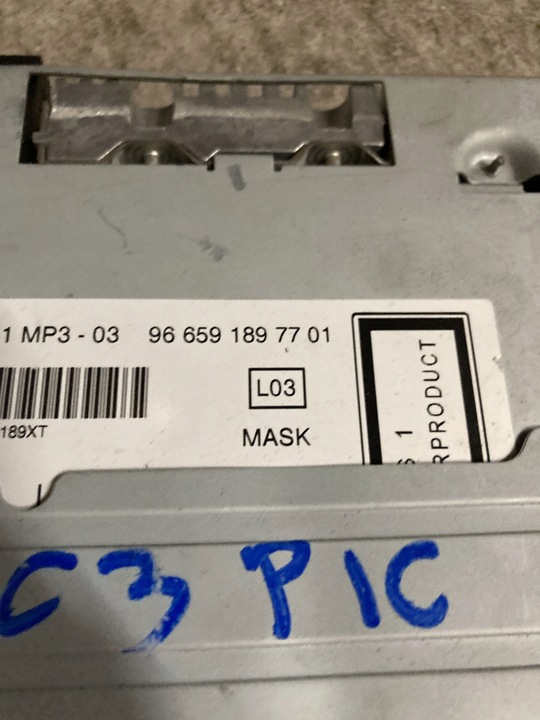 1 MP3 - 03 96 659 189 77 01
L03
189XT
MASK
S 1
RPRODUCT
C3 PIC